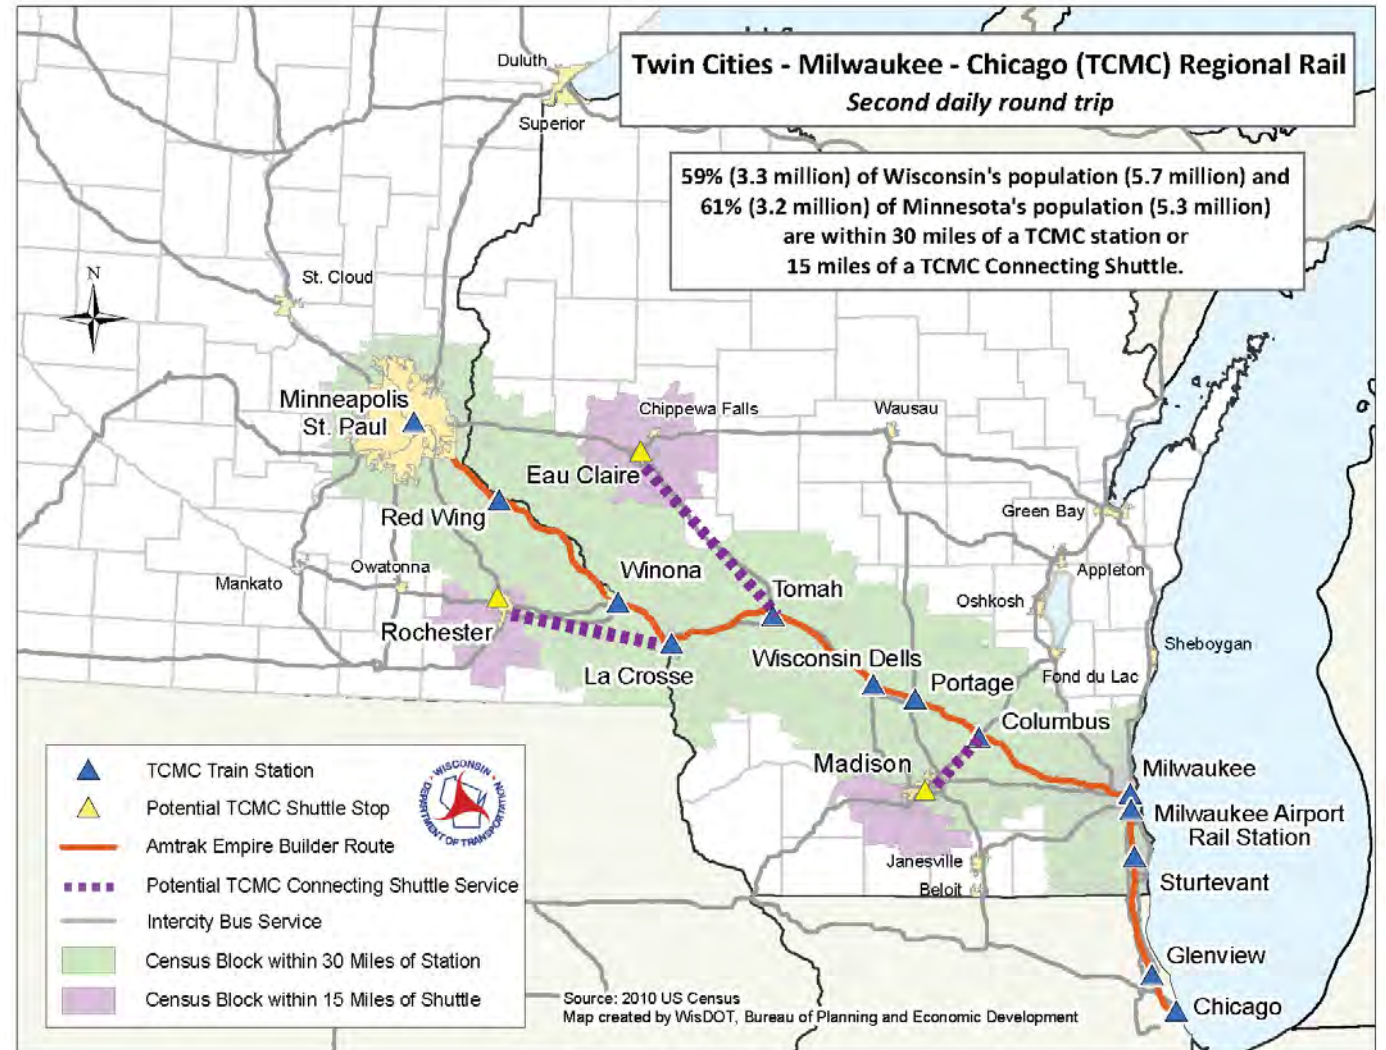 Twin Cities - Milwaukee - Chicago (TCMC) Regional Rail
Second daily round trip
59% (3.3 million) of Wisconsin's population (5.7 million) and
61% (3.2 million) of Minnesota's population (5.3 million)
are within 30 miles of a TCMC station or
15 miles of a TCMC Connecting Shuttle.
Duluth
Superior
N
St. Cloud
Minneapolis
St. Paul
Chippewa Falls
Wausau
Eau Claire
Red Wing
Green Bay
Mankato
Owatonna
Winona
Tomah
Appleton
Oshkosh
Rochester
La Crosse
Wisconsin Dells
Sheboygan
Portage
Fond du Lac
Columbus
Madison
Milwaukee
Milwaukee Airport
Rail Station
Janesville
Beloit
Sturtevant
Glenview
Chicago
TCMC Train Station
Potential TCMC Shuttle Stop
Amtrak Empire Builder Route
Potential TCMC Connecting Shuttle Service
Intercity Bus Service
Census Block within 30 Miles of Station
Census Block within 15 Miles of Shuttle
WISCONSIN
DEPARTMENT OF TRANSPORTATION
Source: 2010 US Census
Map created by WisDOT, Bureau of Planning and Economic Development